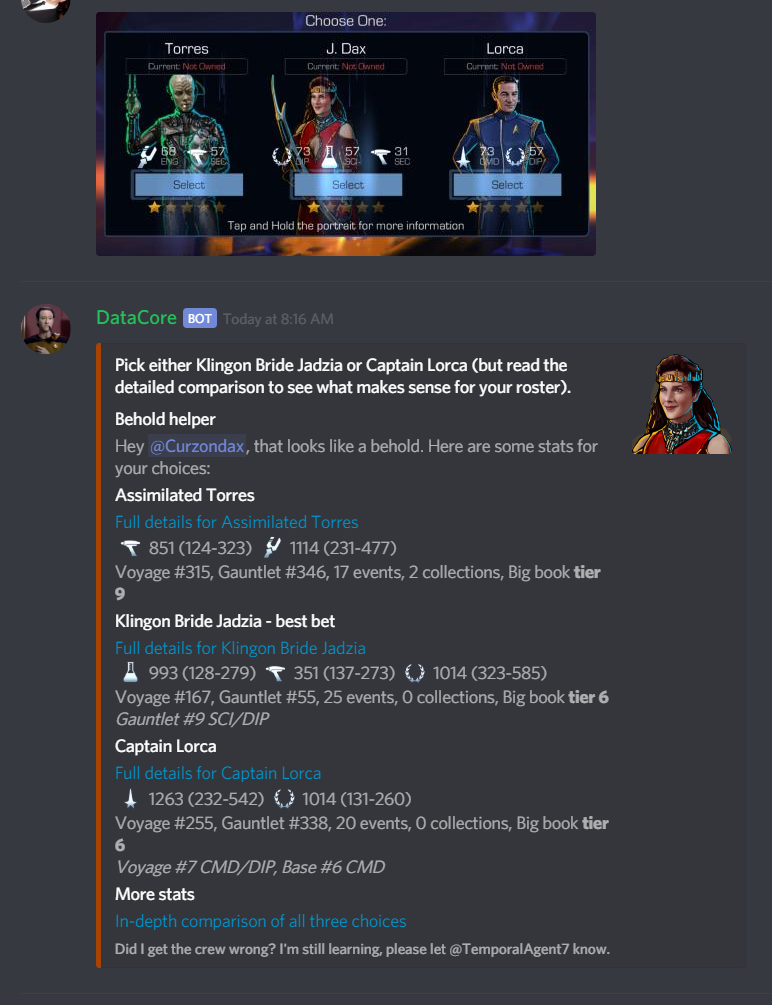 Choose One:
Torres J. Dax Lorca
Current: Not Owned Current: Not Owned Current: Not Owned
68 ENG 57 SEC 73 DIP 57 SCI 31 SEC 73 CMD 57 DIP
Select Select Select
Tap and Hold the portrait for more information
DataCore BOT Today at 8:16 AM
Pick either Klingon Bride Jadzia or Captain Lorca (but read the
detailed comparison to see what makes sense for your roster).
Behold helper
Hey @Curzondax, that looks like a behold. Here are some stats for
your choices:
Assimilated Torres
Full details for Assimilated Torres
851 (124-323) 1114 (231-477)
Voyage #315, Gauntlet #346, 17 events, 2 collections, Big book tier
9
Klingon Bride Jadzia - best bet
Full details for Klingon Bride Jadzia
993 (128-279) 351 (137-273) 1014 (323-585)
Voyage #167, Gauntlet #55, 25 events, 0 collections, Big book tier 6
Gauntlet #9 SCI/DIP
Captain Lorca
Full details for Captain Lorca
1263 (232-542) 1014 (131-260)
Voyage #255, Gauntlet #338, 20 events, 0 collections, Big book tier
6
Voyage #7 CMD/DIP, Base #6 CMD
More stats
In-depth comparison of all three choices
Did I get the crew wrong? I'm still learning, please let @TemporalAgent7 know.